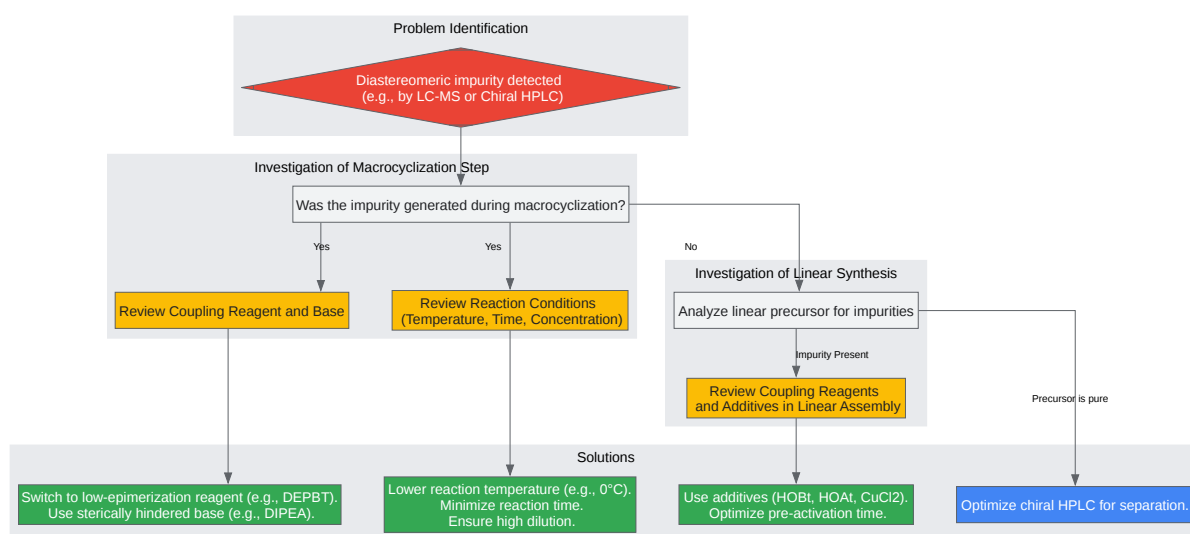 Problem Identification
Diastereomeric impurity detected
(e.g., by LC-MS or Chiral HPLC)
Investigation of Macrocyclization Step
Was the impurity generated during macrocyclization?
Yes
Yes
No
Investigation of Linear Synthesis
Review Coupling Reagent and Base
Review Reaction Conditions
(Temperature, Time, Concentration)
Analyze linear precursor for impurities
Impurity Present
Review Coupling Reagents
and Additives in Linear Assembly
Precursor is pure
Solutions
Switch to low-epimerization reagent (e.g., DEPBT).
Use sterically hindered base (e.g., DIPEA).
Lower reaction temperature (e.g., 0°C).
Minimize reaction time.
Ensure high dilution.
Use additives (HOBt, HOAt, CuCl2).
Optimize pre-activation time.
Optimize chiral HPLC for separation.